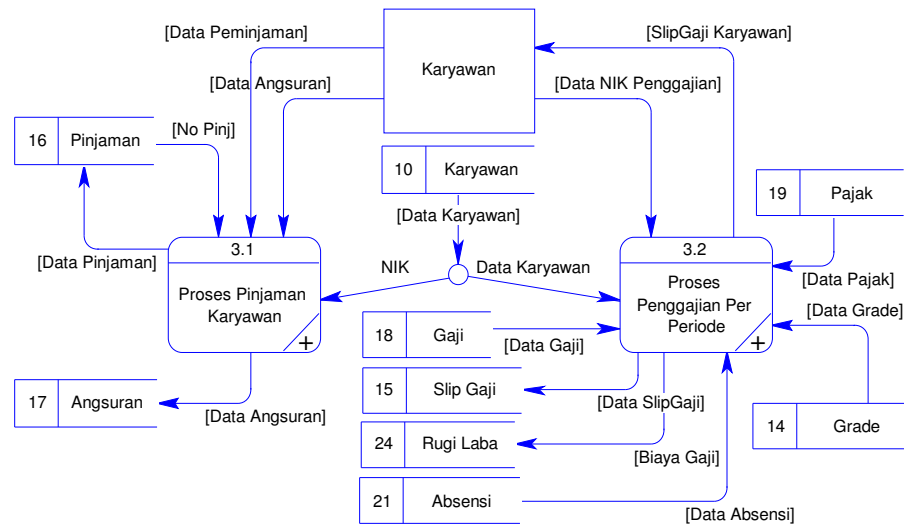 [Data Peminjaman]
[SlipGaji Karyawan]
Karyawan
[Data Angsuran]
[Data NIK Penggajian]
[No Pinj]
16 Pinjaman
10 Karyawan
19 Pajak
[Data Karyawan]
3.1
3.2
[Data Pinjaman]
NIK
Data Karyawan
Proses Pinjaman
Karyawan
Proses
Penggajian Per
Periode
[Data Pajak]
[Data Grade]
18 Gaji
[Data Gaji]
15 Slip Gaji
17 Angsuran
[Data Angsuran]
[Data SlipGaji]
14 Grade
24 Rugi Laba
[Biaya Gaji]
21 Absensi
[Data Absensi]